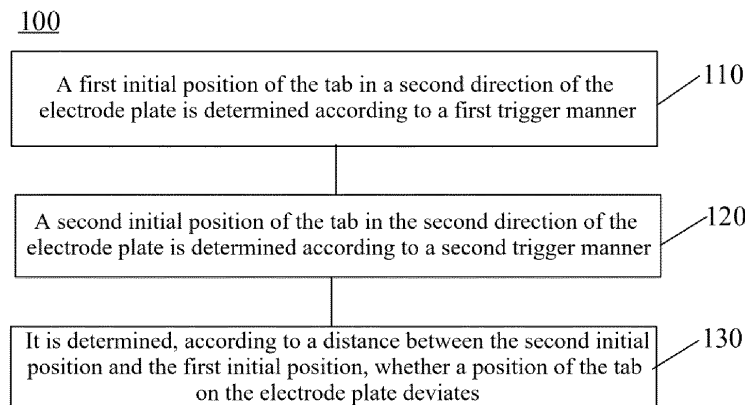 100
A first initial position of the tab in a second direction of the
electrode plate is determined according to a first trigger manner
110
A second initial position of the tab in the second direction of the
electrode plate is determined according to a second trigger manner
120
It is determined, according to a distance between the second initial
position and the first initial position, whether a position of the tab
on the electrode plate deviates
130